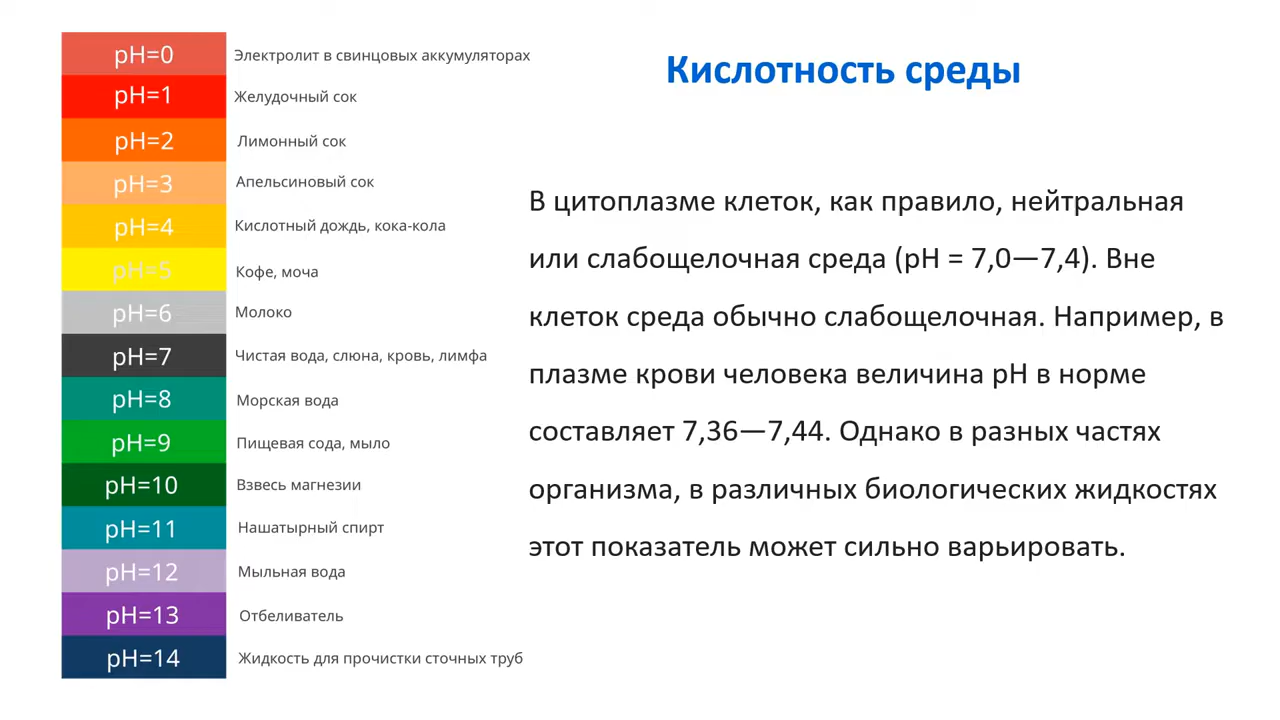 pH=0 Электролит в свинцовых аккумуляторах
pH=1 Желудочный сок
pH=2 Лимонный сок
pH=3 Апельсиновый сок
pH=4 Кислотный дождь, кока-кола
pH=5 Кофе, моча
pH=6 Молоко
pH=7 Чистая вода, слюна, кровь, лимфа
pH=8 Морская вода
pH=9 Пищевая сода, мыло
pH=10 Взвесь магнезии
pH=11 Нашатырный спирт
pH=12 Мыльная вода
pH=13 Отбеливатель
pH=14 Жидкость для прочистки сточных труб
Кислотность среды
В цитоплазме клеток, как правило, нейтральная
или слабощелочная среда (pH = 7,0—7,4). Вне
клеток среда обычно слабощелочная. Например, в
плазме крови человека величина pH в норме
составляет 7,36—7,44. Однако в разных частях
организма, в различных биологических жидкостях
этот показатель может сильно варьировать.